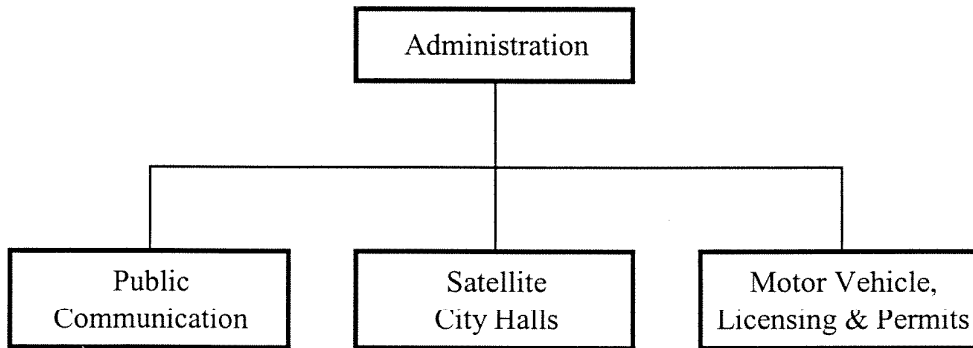 Administration
Public
Communication
Satellite
City Halls
Motor Vehicle,
Licensing & Permits